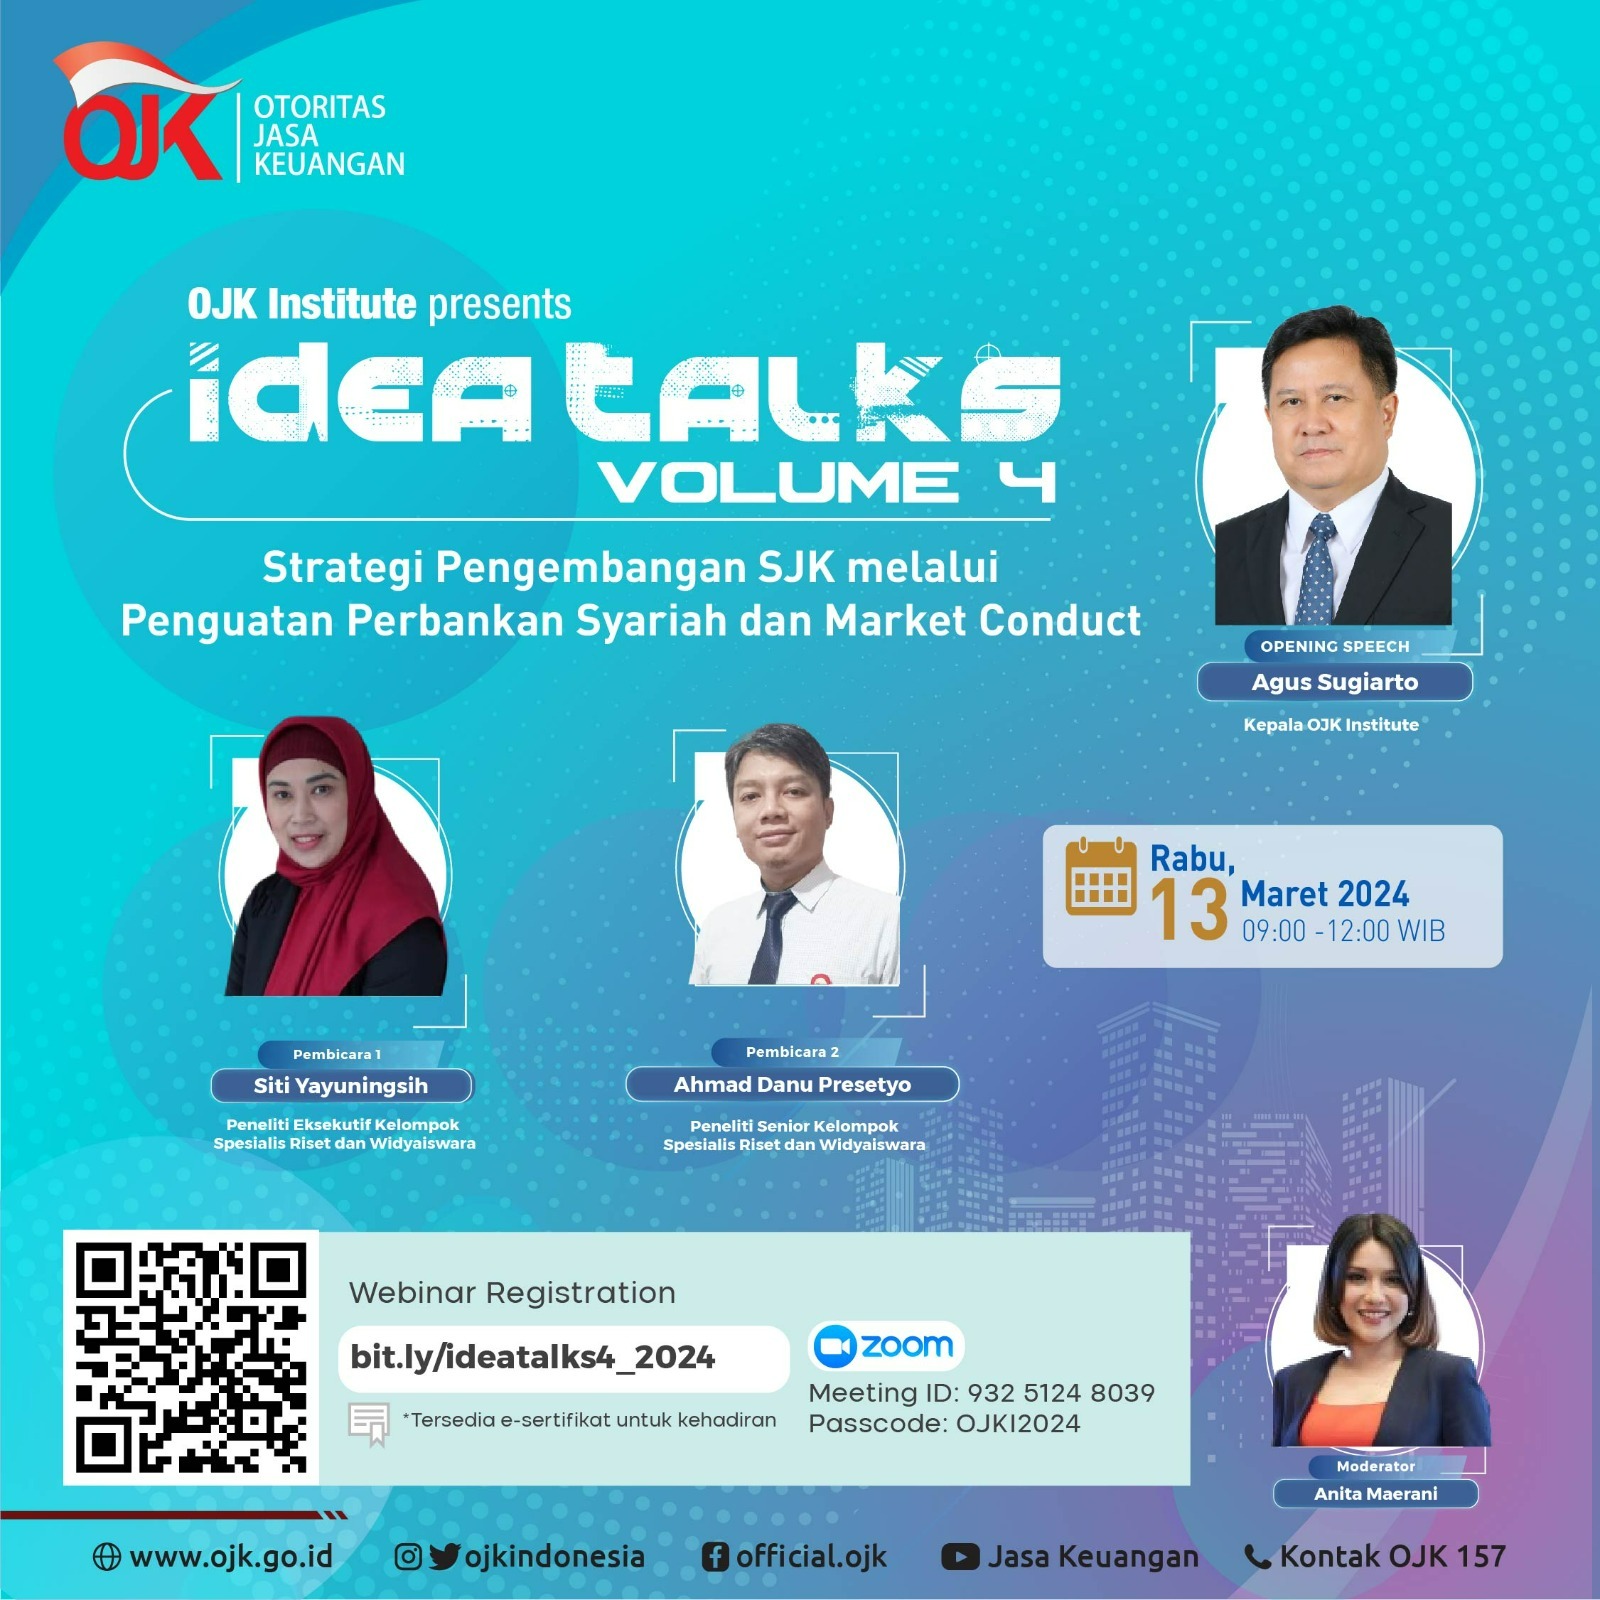 OJK
OTORITAS
JASA
KEUANGAN
OJK Institute presents
idea talks
VOLUME 4
Strategi Pengembangan SJK melalui
Penguatan Perbankan Syariah dan Market Conduct
OPENING SPEECH
Agus Sugiarto
Kepala OJK Institute
Pembicara 1
Siti Yayuningsih
Peneliti Eksekutif Kelompok
Spesialis Riset dan Widyaiswara
Pembicara 2
Ahmad Danu Presetyo
Peneliti Senior Kelompok
Spesialis Riset dan Widyaiswara
Rabu,
13 Maret 2024
09:00 -12:00 WIB
Webinar Registration
bit.ly/ideatalks4_2024
*Tersedia e-sertifikat untuk kehadiran
zoom
Meeting ID: 932 5124 8039
Passcode: OJKI2024
Moderator
Anita Maerani
www.ojk.go.id
ojkindonesia
official.ojk
Jasa Keuangan
Kontak OJK 157